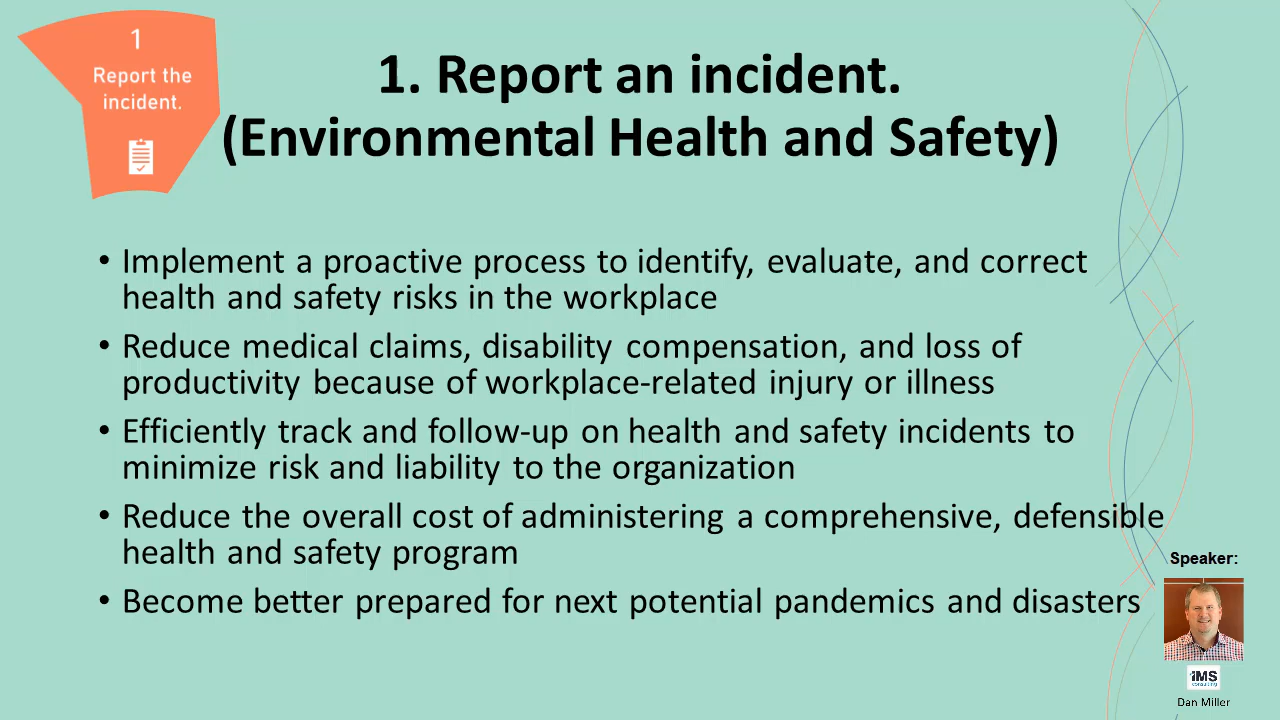 1
Report the
incident.
1. Report an incident.
(Environmental Health and Safety)
• Implement a proactive process to identify, evaluate, and correct
health and safety risks in the workplace
• Reduce medical claims, disability compensation, and loss of
productivity because of workplace-related injury or illness
• Efficiently track and follow-up on health and safety incidents to
minimize risk and liability to the organization
• Reduce the overall cost of administering a comprehensive, defensible
health and safety program
• Become better prepared for next potential pandemics and disasters
Speaker:
iMS
consulting
Dan Miller